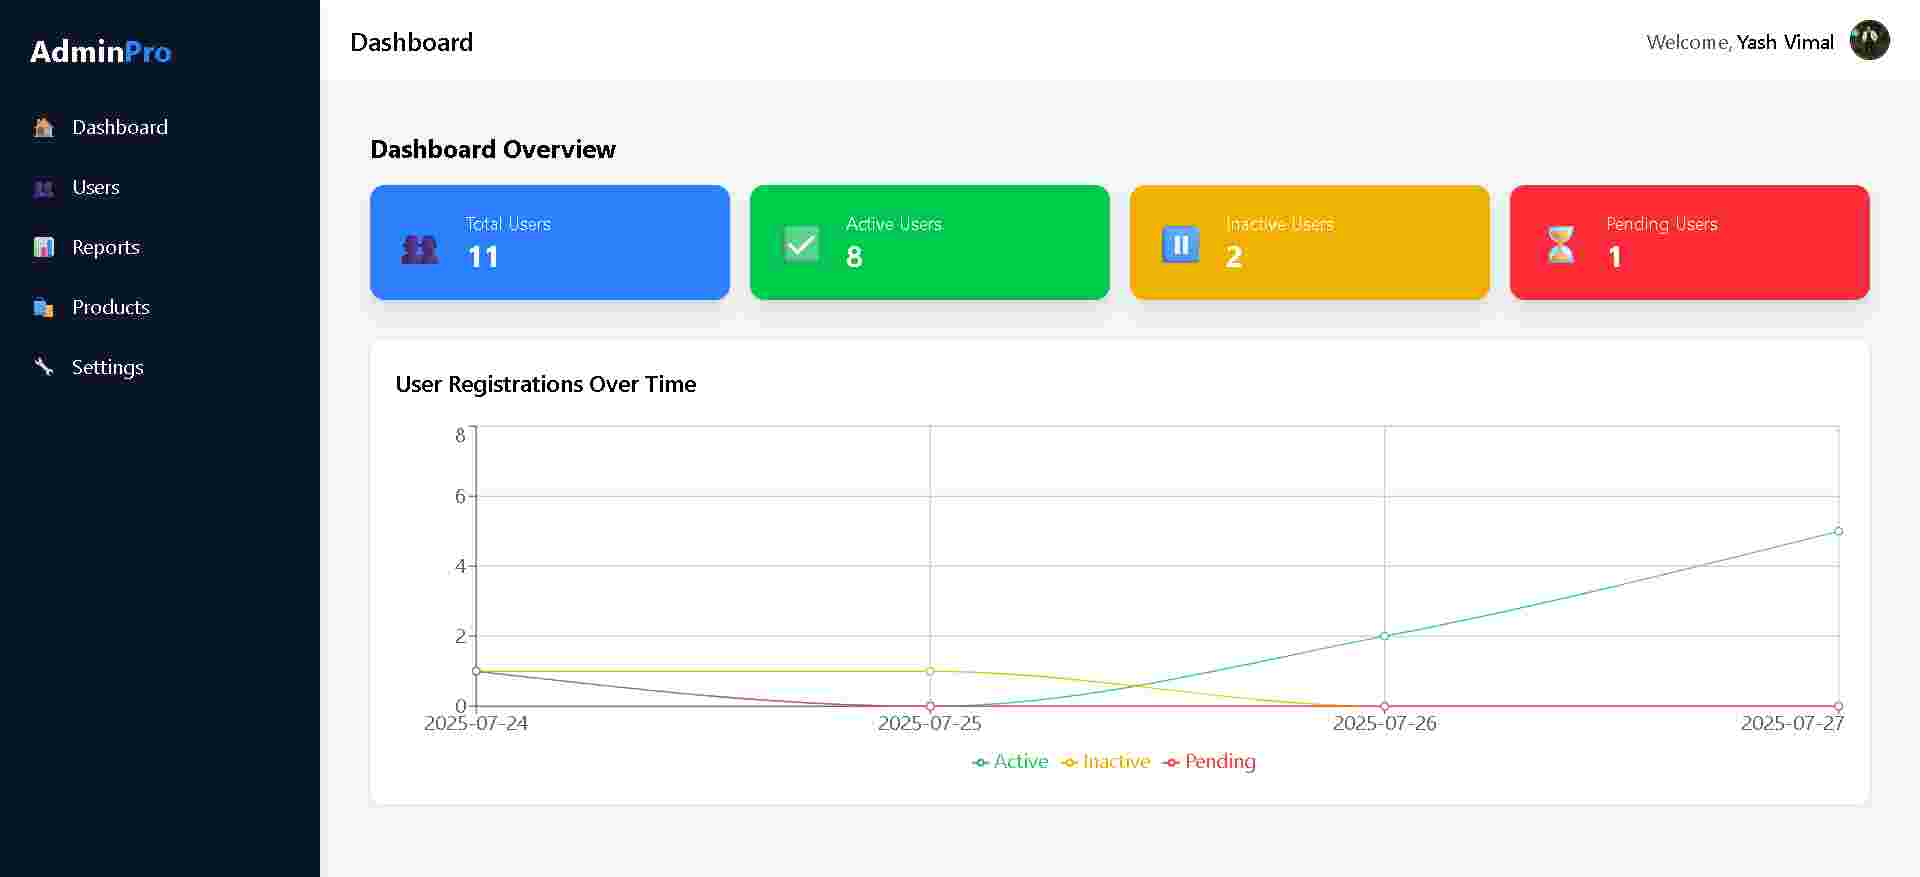 AdminPro
Dashboard
Users
Reports
Products
Settings
Dashboard
Welcome, Yash Vimal
Dashboard Overview
Total Users
11
Active Users
8
Inactive Users
2
Pending Users
1
User Registrations Over Time
8
6
4
2
0
2025-07-24
2025-07-25
2025-07-26
2025-07-27
Active
Inactive
Pending